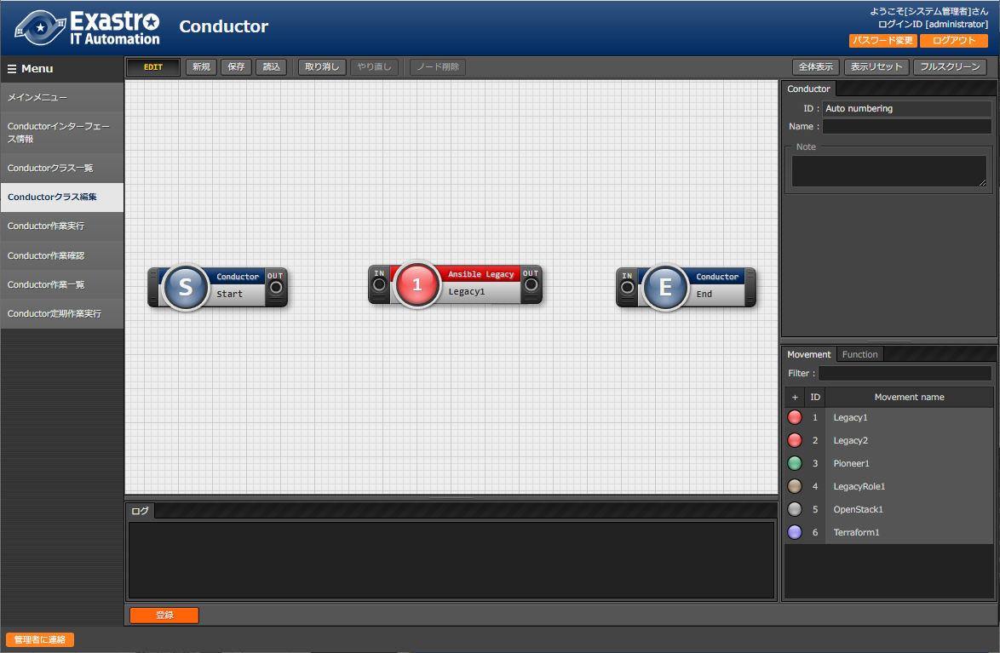 Exastro
IT Automation
Conductor
ようこそ[システム管理者]さん
ログインID [administrator]
パスワード変更
ログアウト
Menu
メインメニュー
Conductorインターフェー
ス情報
Conductorクラス一覧
Conductorクラス編集
Conductor作業実行
Conductor作業確認
Conductor作業一覧
Conductor定期作業実行
EDIT
新規
保存
読込
取り消し
やり直し
ノード削除
全体表示
表示リセット
フルスクリーン
S
Conductor
Start
OUT
IN
1
Ansible Legacy
Legacy1
OUT
IN
E
Conductor
End
Conductor
ID : Auto numbering
Name :
Note
Movement
Function
Filter :
+ ID Movement name
1 Legacy1
2 Legacy2
3 Pioneer1
4 LegacyRole1
5 OpenStack1
6 Terraform1
ログ
登録
管理者に連絡